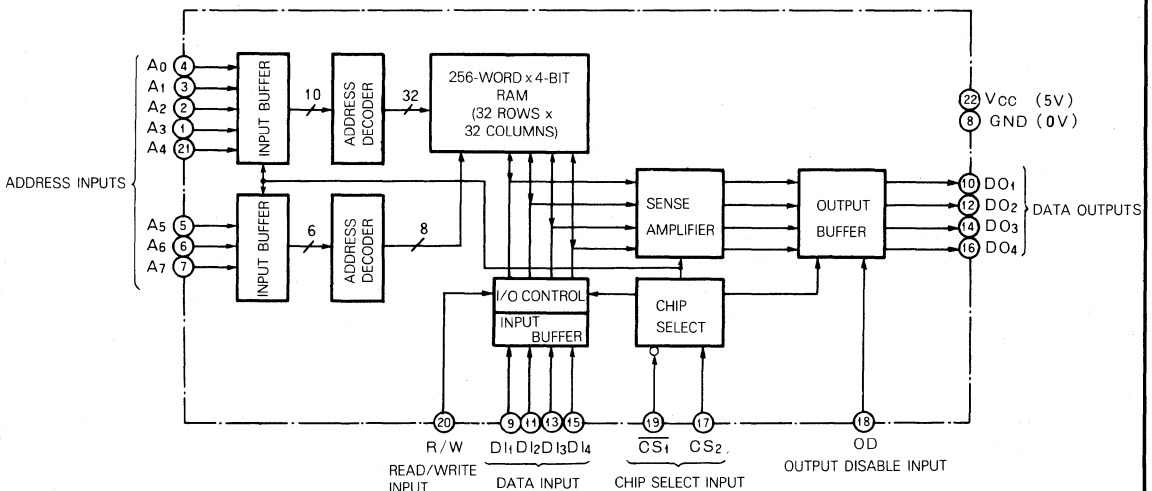 ADDRESS INPUTS
A0 4
A1 3
A2 2
A3 1
A4 21
A5 5
A6 6
A7 7
INPUT BUFFER
10
ADDRESS DECODER
32
256-WORD x 4-BIT
RAM
(32 ROWS x
32 COLUMNS)
INPUT BUFFER
6
ADDRESS DECODER
8
SENSE
AMPLIFIER
OUTPUT
BUFFER
I/O CONTROL
INPUT
BUFFER
CHIP
SELECT
22 VCC (5V)
8 GND (0V)
10 DO1
12 DO2
14 DO3
16 DO4
DATA OUTPUTS
20 9 11 13 15 19 17 18
R/W DI1 DI2 DI3 DI4 C̅S̅1̅ CS2 OD
READ/WRITE
INPUT
DATA INPUT
CHIP SELECT INPUT
OUTPUT DISABLE INPUT